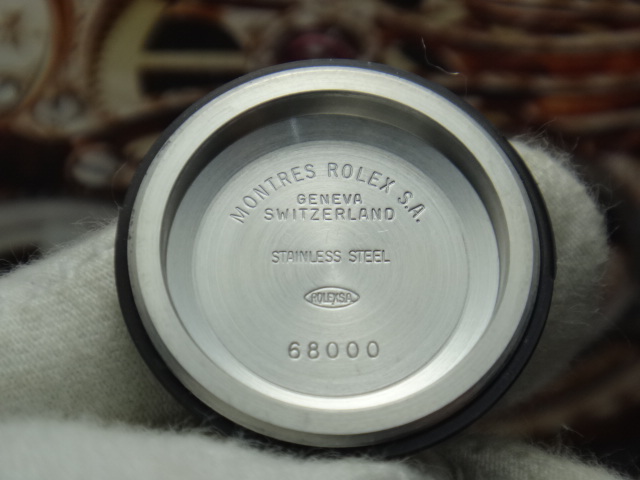 MONTRES ROLEX S.A.
GENEVA
SWITZERLAND
STAINLESS STEEL
ROLEXSA
68000